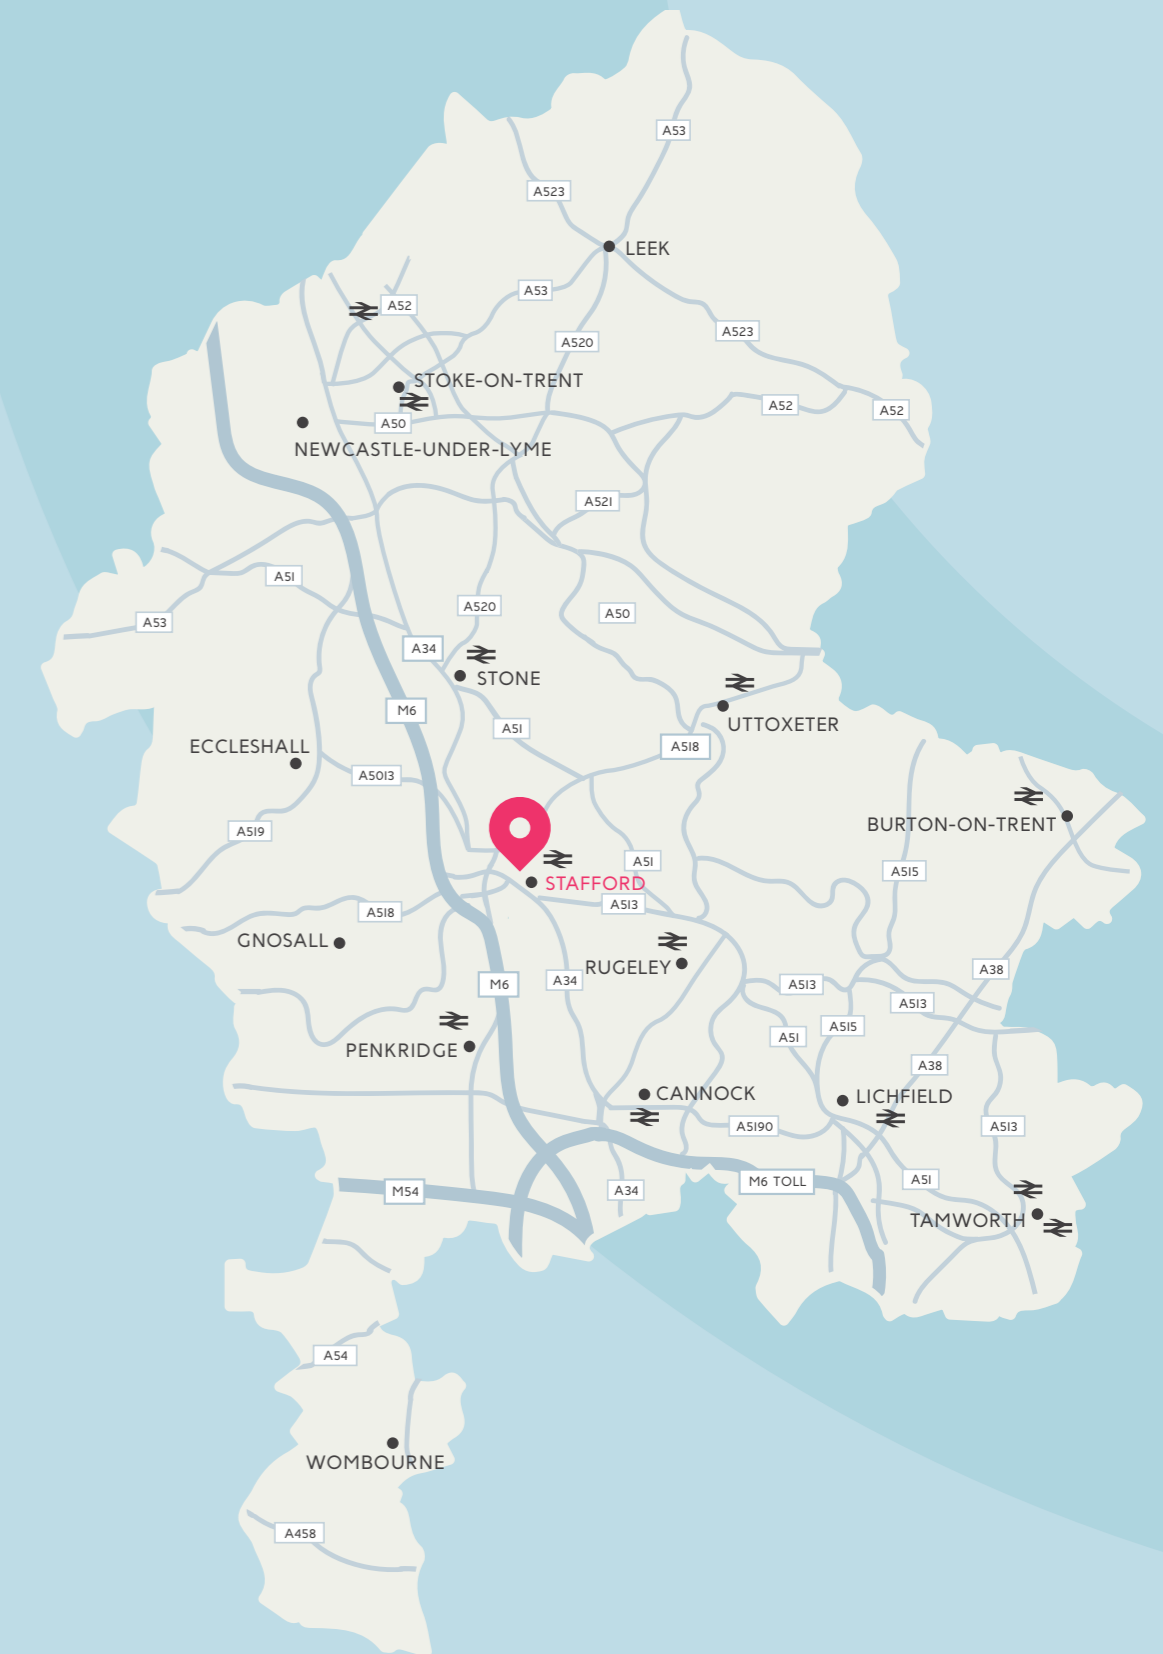 A53
A523
LEEK
A53
A52
A523
A520
STOKE-ON-TRENT
A52
A52
A50
NEWCASTLE-UNDER-LYME
A521
A51
A520
A50
A53
A34
STONE
M6
UTTOXETER
A51
A518
ECCLESHALL
A5013
BURTON-ON-TRENT
A519
A51
A515
STAFFORD
A513
A518
GNOSALL
RUGELEY
A38
A34
M6
A513
A513
A515
A51
PENKRIDGE
A38
CANNOCK
LICHFIELD
A5190
A513
A51
M6 TOLL
M54
A34
TAMWORTH
A54
WOMBOURNE
A458